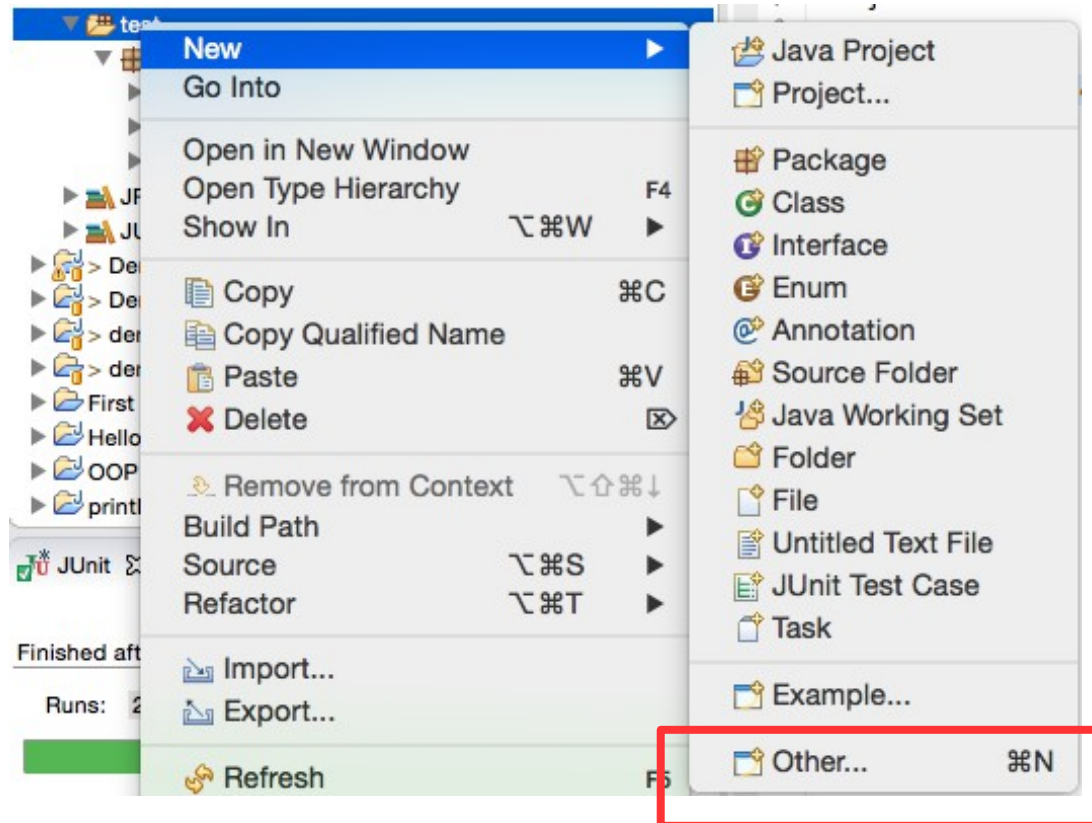 test
New
Go Into
Open in New Window
Open Type Hierarchy F4
Show In ⌥⌘W
Copy ⌘C
Copy Qualified Name
Paste ⌘V
Delete ⌦
Remove from Context ⌥⇧⌘↓
Build Path
Source ⌥⌘S
Refactor ⌥⌘T
Import...
Export...
Refresh F5
Java Project
Project...
Package
Class
Interface
Enum
Annotation
Source Folder
Java Working Set
Folder
File
Untitled Text File
JUnit Test Case
Task
Example...
Other... ⌘N
> 
> 
> 
> 
First
Hello
OOP
JUnit
Finished
Runs: